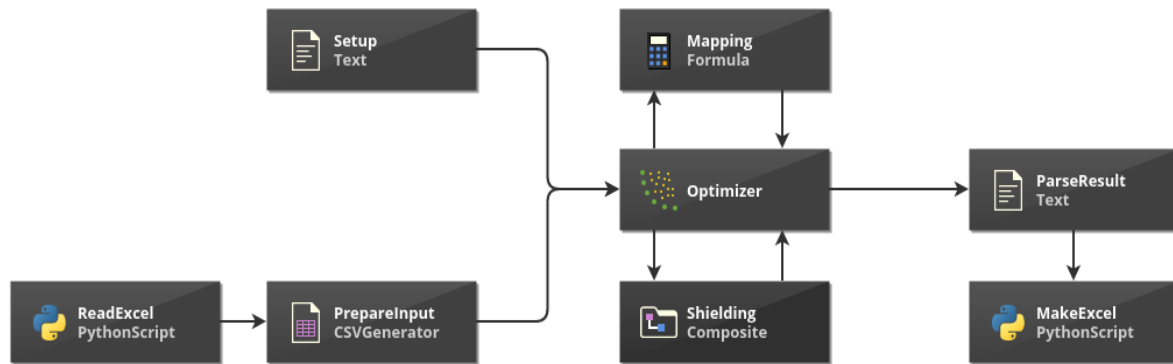 Setup
Text
Mapping
Formula
Optimizer
ParseResult
Text
ReadExcel
PythonScript
PrepareInput
CSVGenerator
Shielding
Composite
MakeExcel
PythonScript